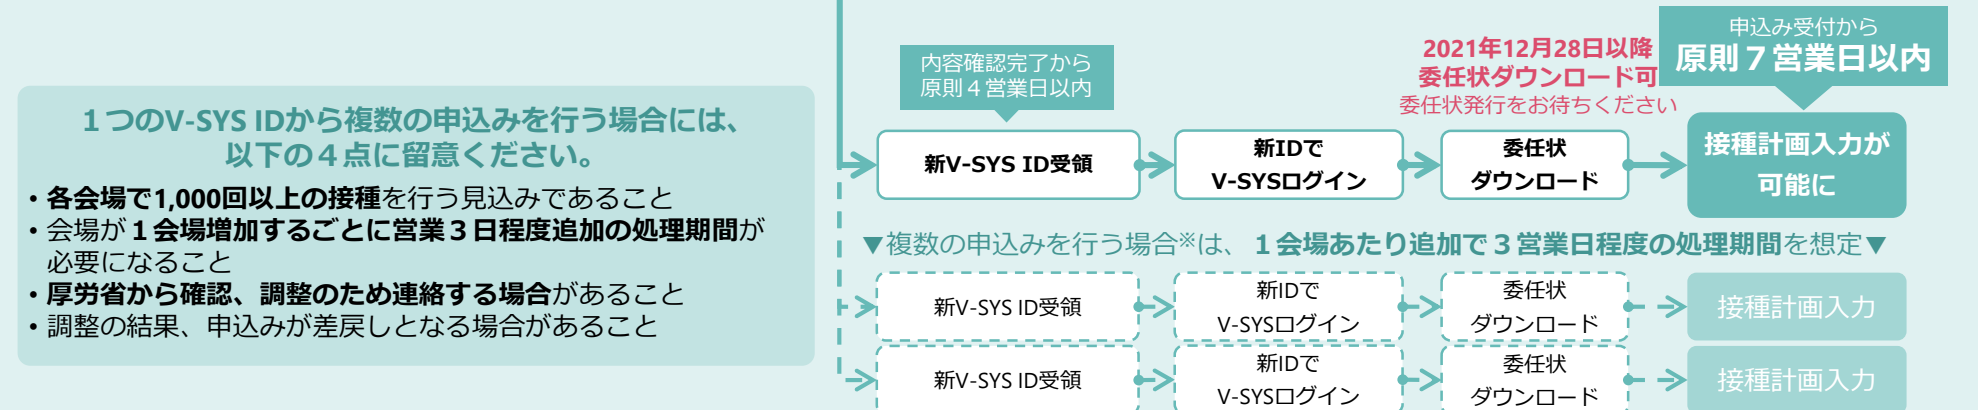 １つのV-SYS IDから複数の申込みを行う場合には、
以下の４点に留意ください。
・各会場で1,000回以上の接種を行う見込みであること
・会場が１会場増加するごとに営業３日程度追加の処理期間が
必要になること
・厚労省から確認、調整のため連絡する場合があること
・調整の結果、申込みが差戻しとなる場合があること
内容確認完了から
原則４営業日以内
2021年12月28日以降
委任状ダウンロード可
委任状発行をお待ちください
申込み受付から
原則７営業日以内
新V-SYS ID受領
新IDで
V-SYSログイン
委任状
ダウンロード
接種計画入力が
可能に
▼複数の申込みを行う場合※は、１会場あたり追加で３営業日程度の処理期間を想定▼
新V-SYS ID受領
新IDで
V-SYSログイン
委任状
ダウンロード
接種計画入力
新V-SYS ID受領
新IDで
V-SYSログイン
委任状
ダウンロード
接種計画入力